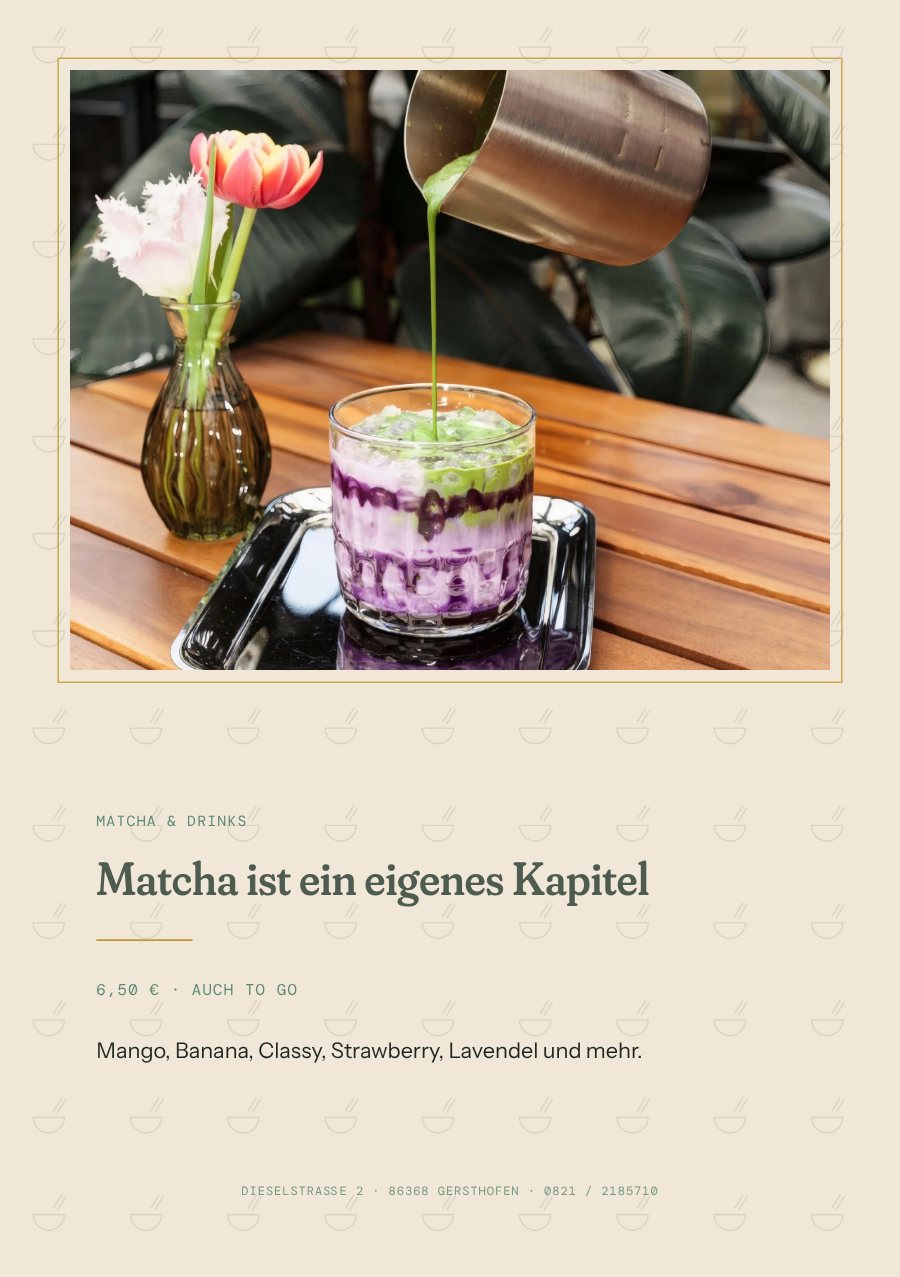 MATCHA & DRINKS
Matcha ist ein eigenes Kapitel
6,50 € · AUCH TO GO
Mango, Banana, Classy, Strawberry, Lavendel und mehr.
DIESELSTRASSE 2 · 86368 GERSTHOFEN · 0821 / 2185710